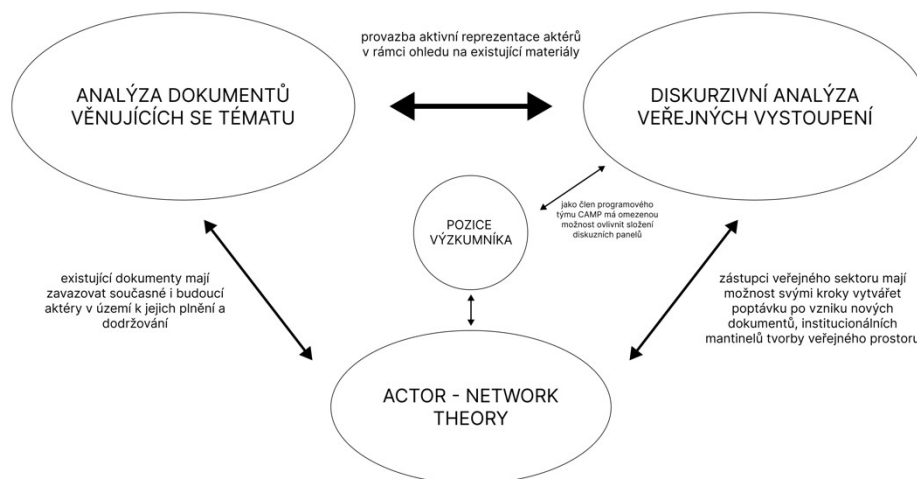 provazba aktivní reprezentace aktérů
v rámci ohledu na existující materiály
ANALÝZA DOKUMENTŮ
VĚNUJÍCÍCH SE TÉMATU
DISKURZIVNÍ ANALÝZA
VEŘEJNÝCH VYSTOUPENÍ
POZICE
VÝZKUMNÍKA
jako člen programového
týmu CAMP má omezenou
možnost ovlivnit složení
diskuzních panelů
existující dokumenty mají
zavazovat současné i budoucí
aktéry v území k jejich plnění a
dodržování
zástupci veřejného sektoru mají
možnost svými kroky vytvářet
poptávku po vzniku nových
dokumentů, institucionálních
mantinelů tvorby veřejného prostoru
ACTOR - NETWORK
THEORY